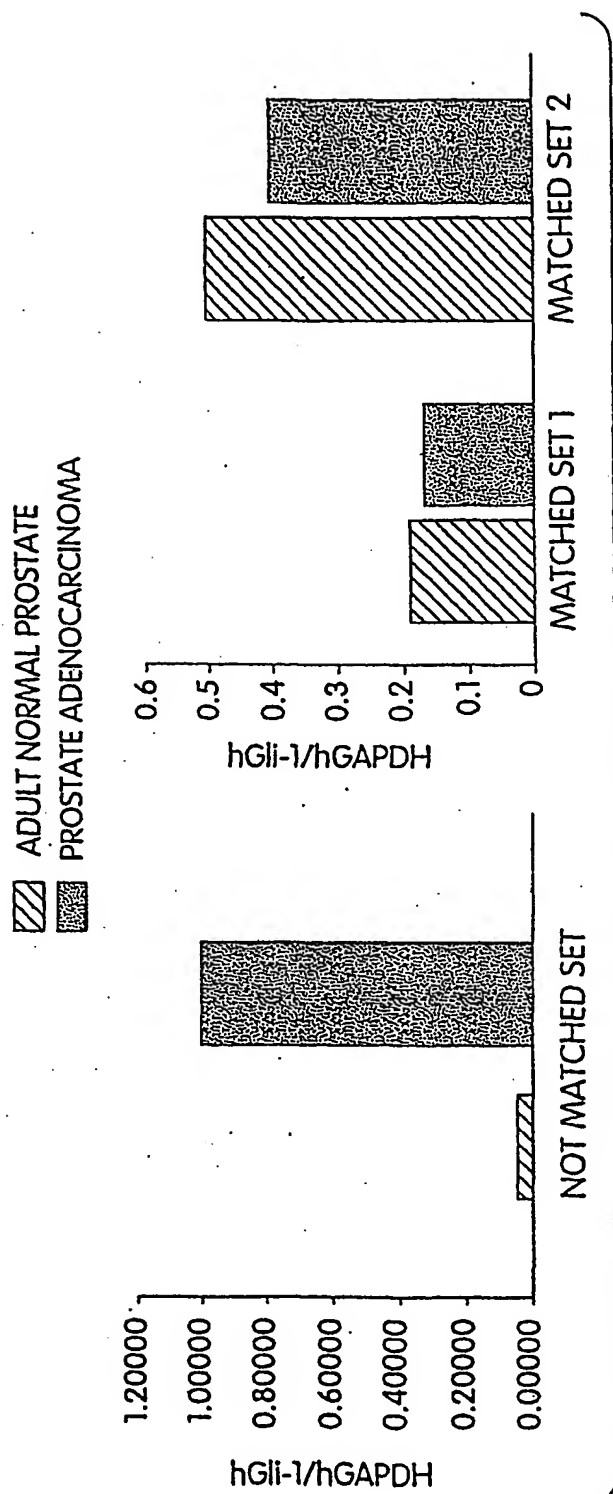 ADULT NORMAL PROSTATE
PROSTATE ADENOCARCINOMA
hGli-1/hGAPDH
1.20000
1.00000
0.80000
0.60000
0.40000
0.20000
0.00000
NOT MATCHED SET
hGli-1/hGAPDH
0.6
0.5
0.4
0.3
0.2
0.1
0
MATCHED SET 1
MATCHED SET 2